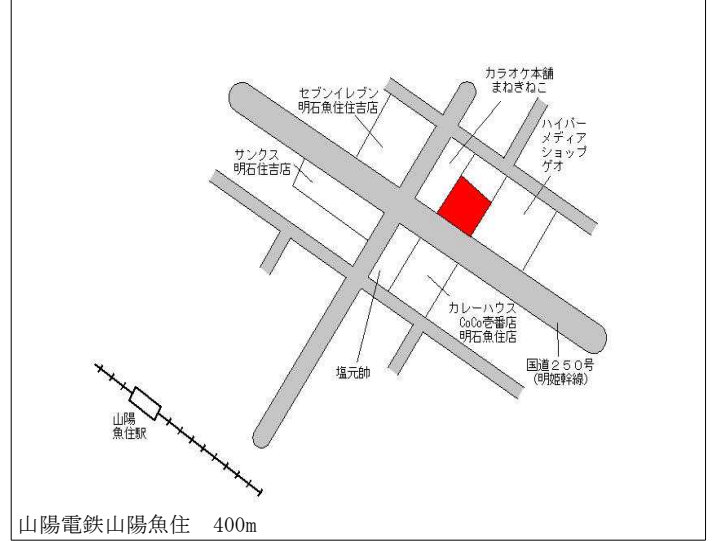 カラオケ本舗
まねきねこ
セブンイレブン
明石魚住住吉店
ハイパー
メディア
ショップ
ゲオ
サンクス
明石住吉店
カレーハウス
CoCo壱番店
明石魚住店
国道２５０号
(明姫幹線)
塩元帥
山陽
魚住駅
山陽電鉄山陽魚住　400m